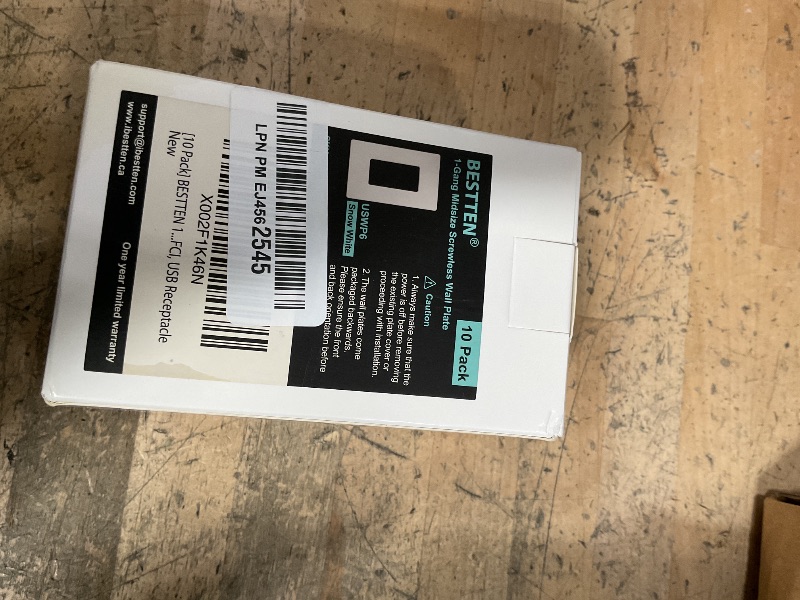 BESTTEN®
1-Gang Midsize Screwless Wall Plate
10 Pack
USWP6
Snow White
Caution
1. Always make sure that the
power is off before removing
the existing plate cover or
proceeding with installation.
2. The wall plates come
packaged backwards.
Please ensure the front
and back orientation before
LPN PM EJ4562545
X002F1K46N
[10 Pack] BESTTEN 1...FCI, USB Receptacle
New
support@ibestten.com
www.ibestten.ca
One year limited warranty